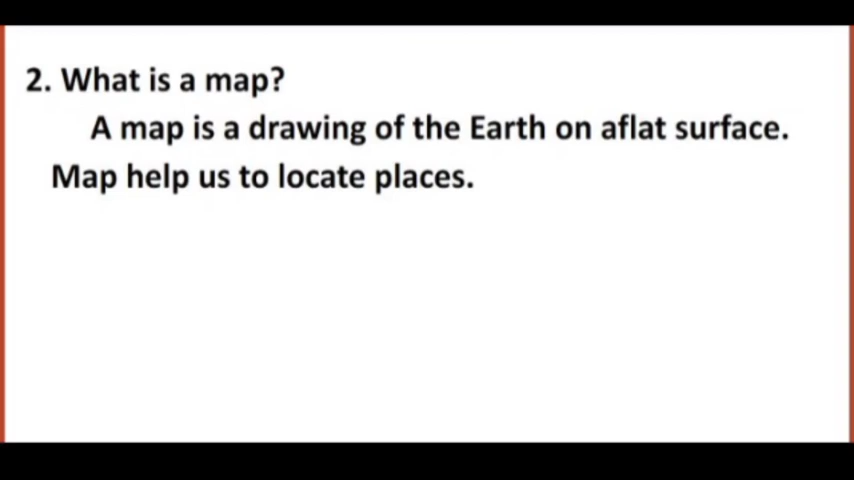 2. What is a map?
A map is a drawing of the Earth on aflat surface.
Map help us to locate places.